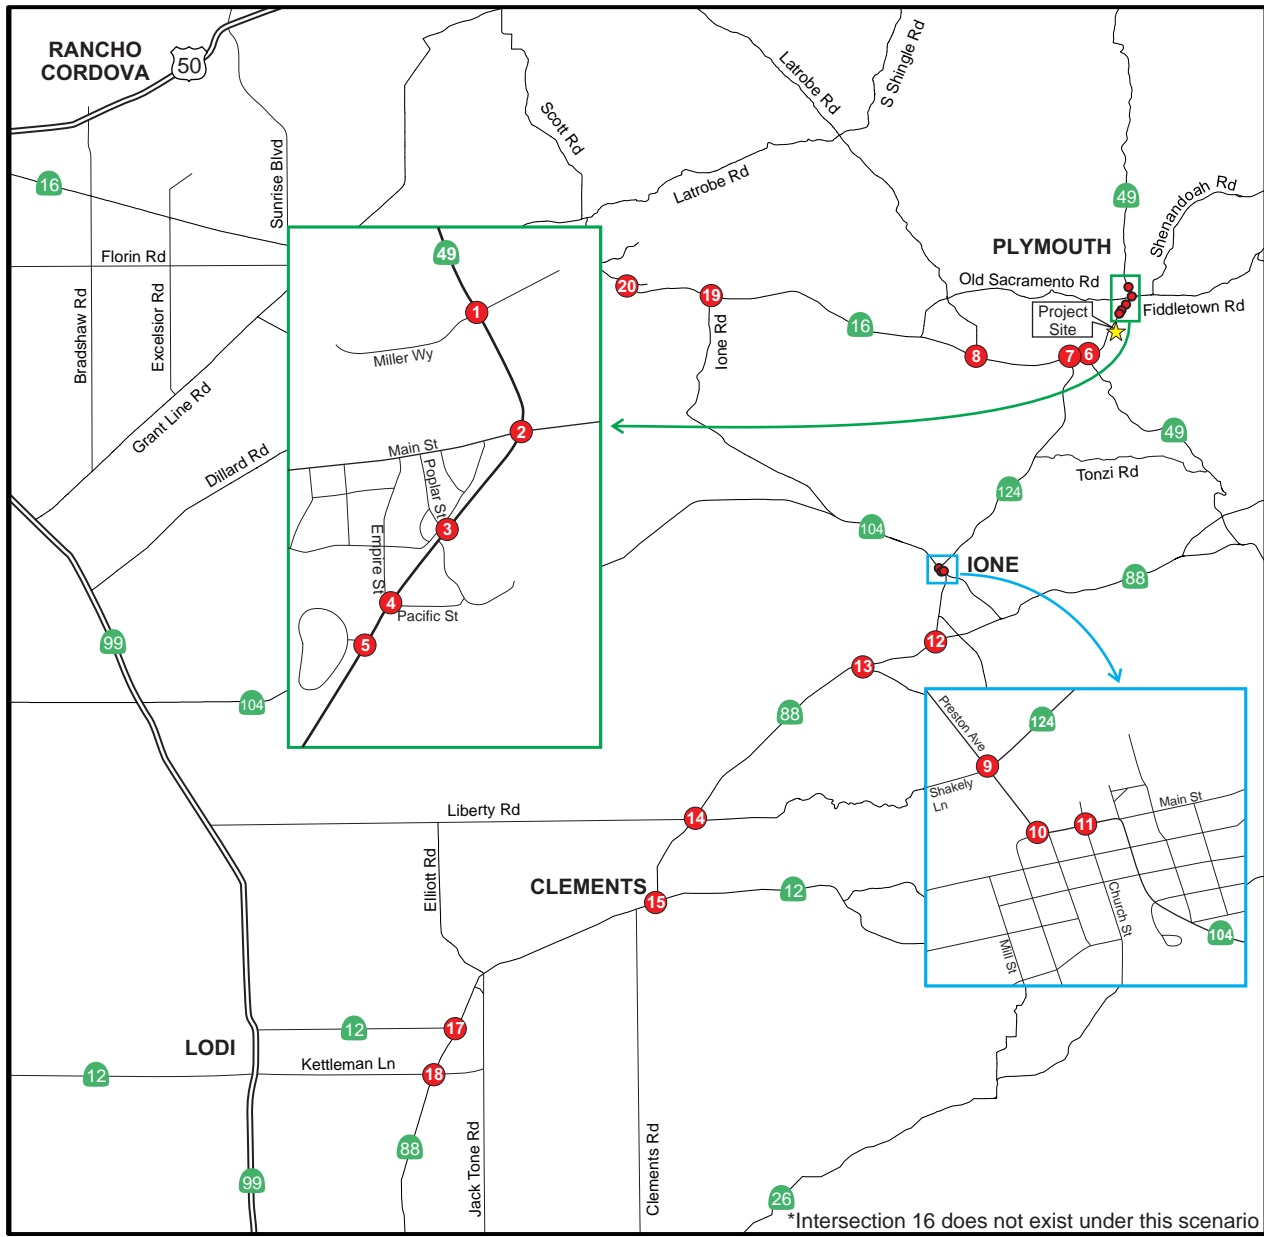 RANCHO
CORDOVA
50
16
Florin Rd
Bradshaw Rd
Excelsior Rd
Sunrise Blvd
Grant Line Rd
Dillard Rd
Scott Rd
Latrobe Rd
S Shingle Rd
Latrobe Rd
49
Shenandoah Rd
PLYMOUTH
Old Sacramento Rd
Fiddletown Rd
Project
Site
20
19
16
Ione Rd
8
7
6
49
Tonzi Rd
124
104
IONE
88
12
13
88
49
1
Miller Wy
2
Main St
Poplar St
3
Empire St
4
Pacific St
5
99
104
Liberty Rd
14
Elliott Rd
CLEMENTS
15
12
Preston Ave
124
9
Shakely
Ln
10
11
Main St
Church St
Mill St
104
LODI
12
17
Kettleman Ln
12
18
88
99
Jack Tone Rd
Clements Rd
26
*Intersection 16 does not exist under this scenario